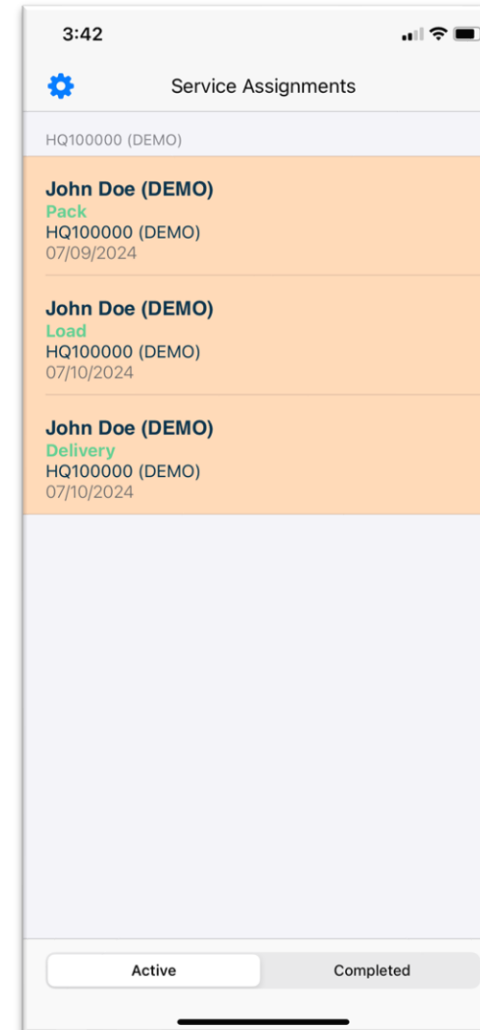 3:42
Service Assignments
HQ100000 (DEMO)
John Doe (DEMO)
Pack
HQ100000 (DEMO)
07/09/2024
John Doe (DEMO)
Load
HQ100000 (DEMO)
07/10/2024
John Doe (DEMO)
Delivery
HQ100000 (DEMO)
07/10/2024
Active Completed